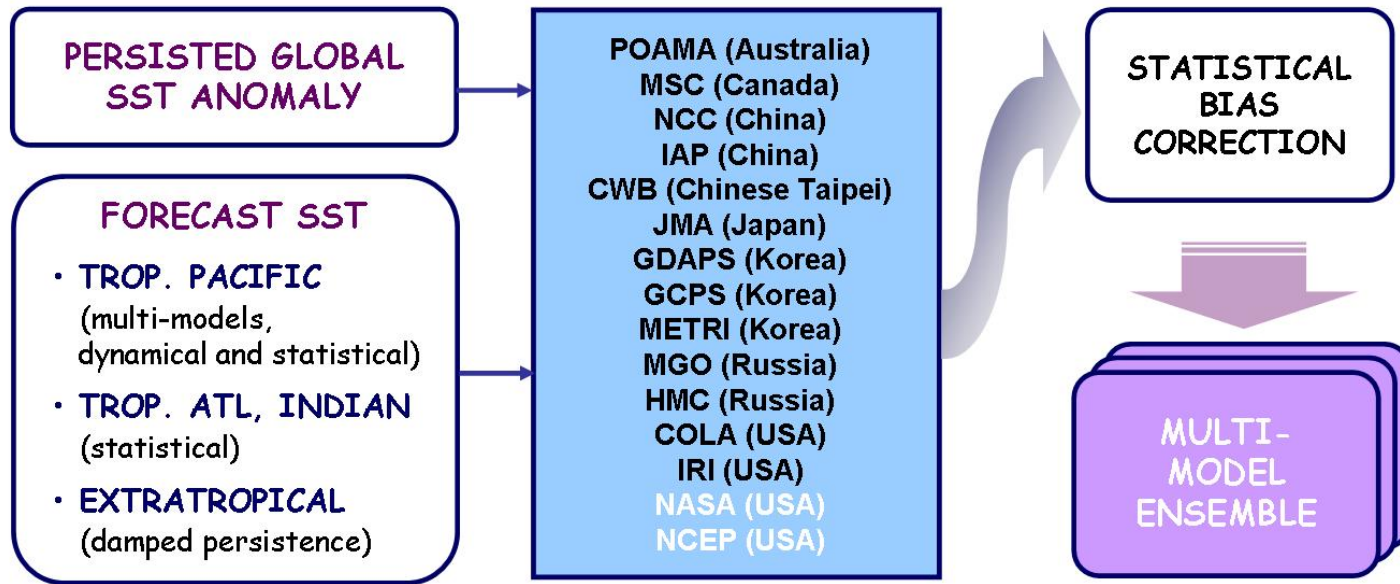 PERSISTED GLOBAL
SST ANOMALY
FORECAST SST
• TROP. PACIFIC
(multi-models,
dynamical and statistical)
• TROP. ATL, INDIAN
(statistical)
• EXTRATROPICAL
(damped persistence)
POAMA (Australia)
MSC (Canada)
NCC (China)
IAP (China)
CWB (Chinese Taipei)
JMA (Japan)
GDAPS (Korea)
GCPS (Korea)
METRI (Korea)
MGO (Russia)
HMC (Russia)
COLA (USA)
IRI (USA)
NASA (USA)
NCEP (USA)
STATISTICAL
BIAS
CORRECTION
MULTI-
MODEL
ENSEMBLE